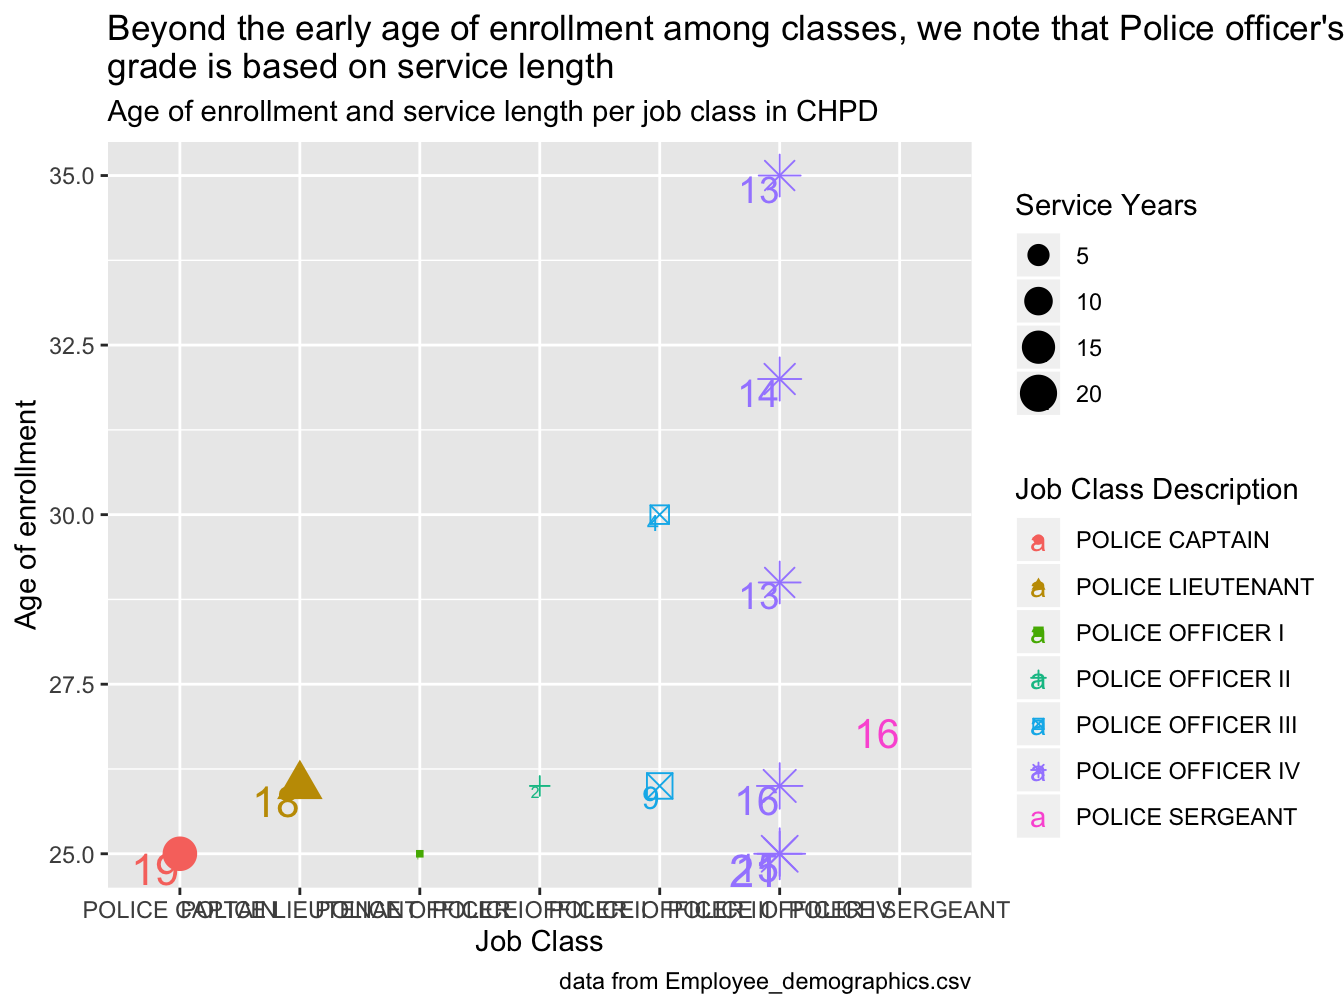 Beyond the early age of enrollment among classes, we note that Police officer's
grade is based on service length
Age of enrollment and service length per job class in CHPD
Age of enrollment
35.0
32.5
30.0
27.5
25.0
13
14
4
13
16
18
2
9
16
19
21
POLICE CAPTAIN
POLICE LIEUTENANT
POLICE OFFICER I
POLICE OFFICER II
POLICE OFFICER III
POLICE OFFICER IV
POLICE SERGEANT
Job Class
data from Employee_demographics.csv
Service Years
5
10
15
20
Job Class Description
a POLICE CAPTAIN
a POLICE LIEUTENANT
a POLICE OFFICER I
a POLICE OFFICER II
a POLICE OFFICER III
a POLICE OFFICER IV
a POLICE SERGEANT